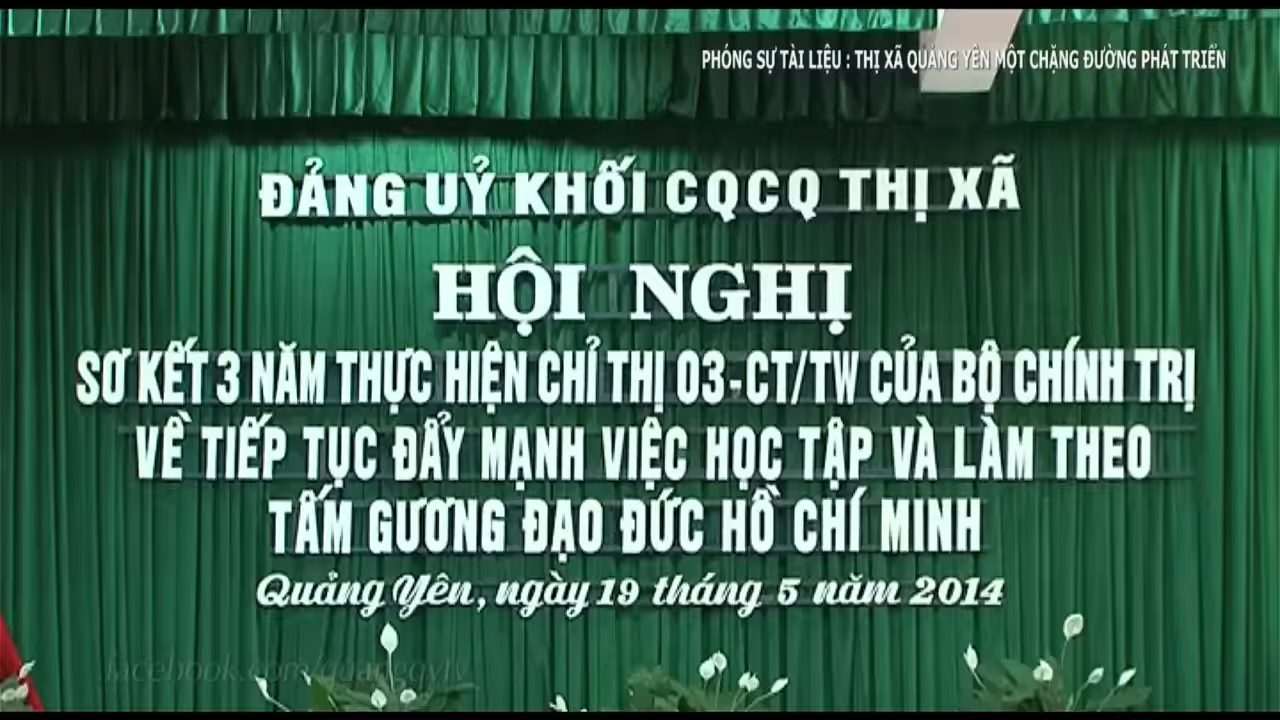 PHÓNG SỰ TÀI LIỆU : THỊ XÃ QUẢNG YÊN MỘT CHẶNG ĐƯỜNG PHÁT TRIỂN
ĐẢNG UỶ KHỐI CQCQ THỊ XÃ
HỘI NGHỊ
SƠ KẾT 3 NĂM THỰC HIỆN CHỈ THỊ 03-CT/TW CỦA BỘ CHÍNH TRỊ
VỀ TIẾP TỤC ĐẨY MẠNH VIỆC HỌC TẬP VÀ LÀM THEO
TẤM GƯƠNG ĐẠO ĐỨC HỒ CHÍ MINH
Quảng Yên, ngày 19 tháng 5 năm 2014